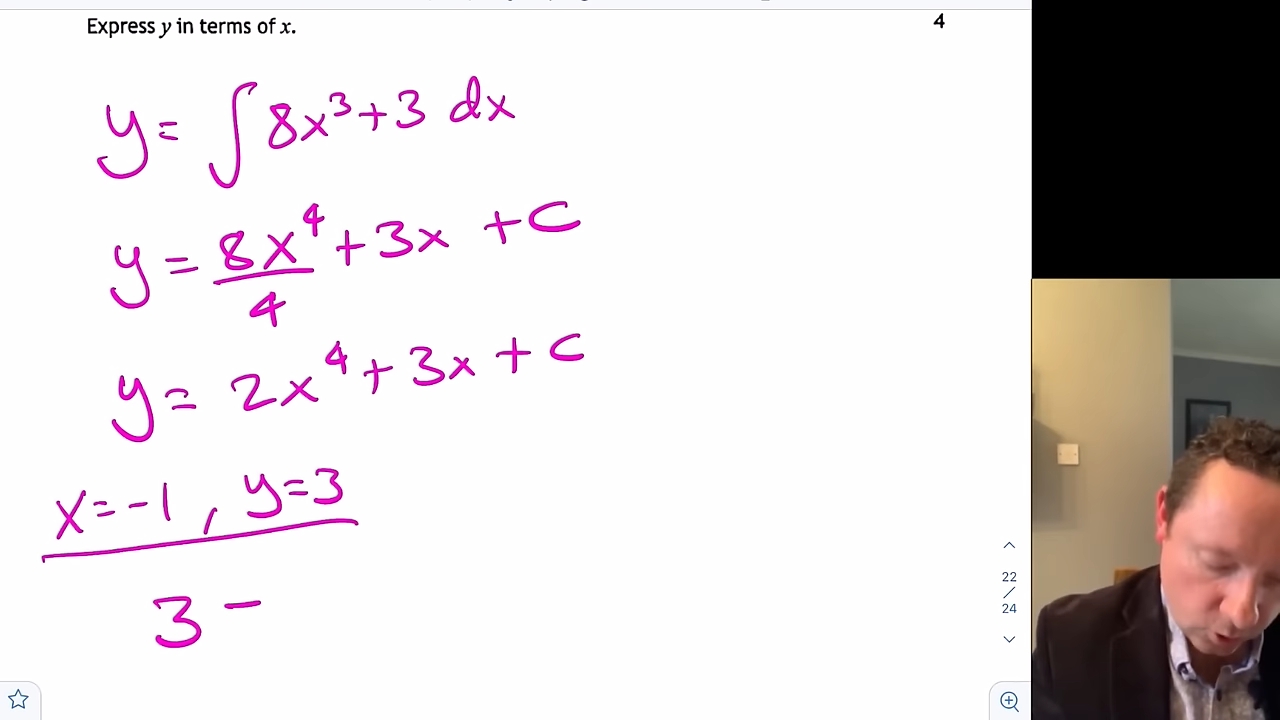 Express y in terms of x.
4
y = ∫ 8x³ + 3 dx
y = 8x⁴/4 + 3x + C
y = 2x⁴ + 3x + C
x = -1 , y = 3
3 -
22
/
24